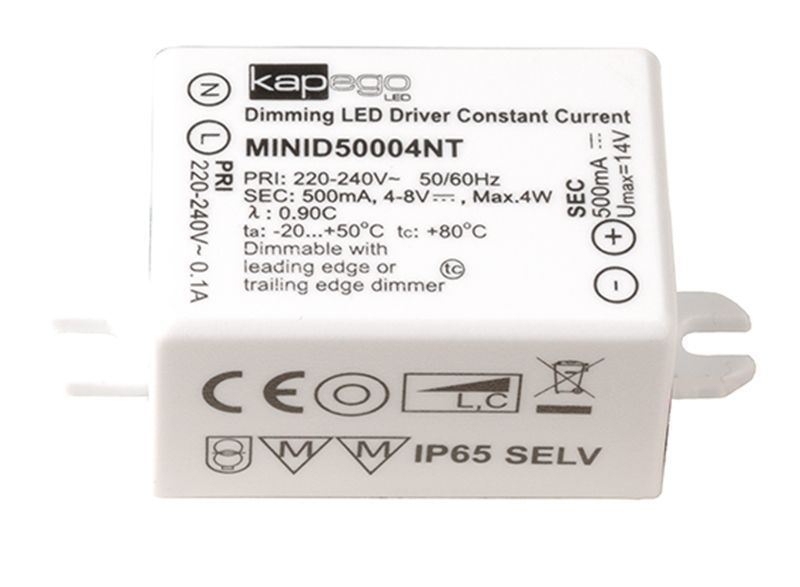 kapego
LED
Dimming LED Driver Constant Current
MINID50004NT
PRI: 220-240V~ 50/60Hz
SEC: 500mA, 4-8V⎓, Max.4W
λ : 0.90C
ta: -20...+50°C tc: +80°C
Dimmable with
leading edge or
trailing edge dimmer
tc
N
L
PRI
220-240V~ 0.1A
SEC
500mA ⎓
Umax=14V
+
-
CE
L,C
M M IP65 SELV